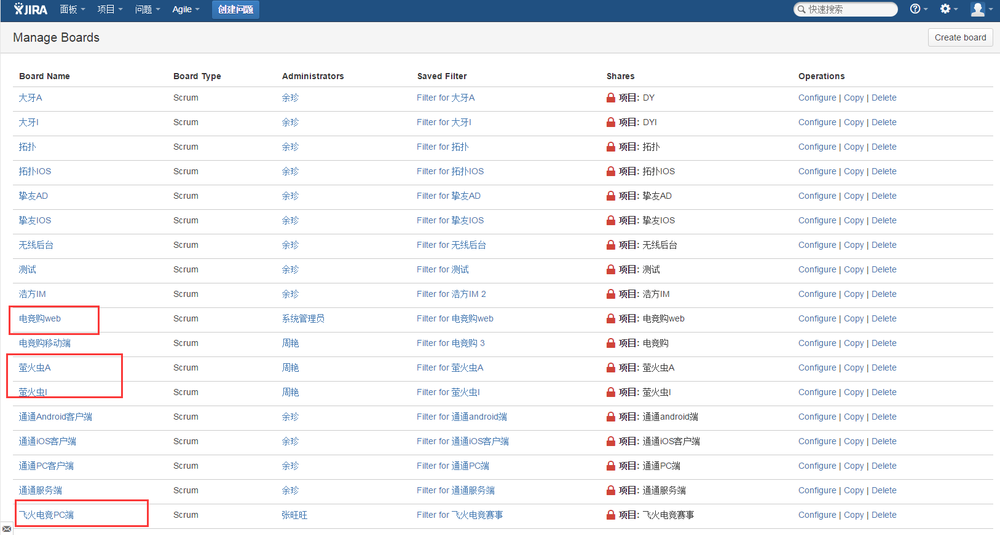 JIRA 面板 项目 问题 Agile 创建问题 快速搜索
Manage Boards Create board
Board Name Board Type Administrators Saved Filter Shares Operations
大牙A Scrum 余珍 Filter for 大牙A 项目: DY Configure | Copy | Delete
大牙I Scrum 余珍 Filter for 大牙I 项目: DYI Configure | Copy | Delete
拓扑 Scrum 余珍 Filter for 拓扑 项目: 拓扑 Configure | Copy | Delete
拓扑IOS Scrum 余珍 Filter for 拓扑IOS 项目: 拓扑IOS Configure | Copy | Delete
挚友AD Scrum 余珍 Filter for 挚友AD 项目: 挚友AD Configure | Copy | Delete
挚友IOS Scrum 余珍 Filter for 挚友IOS 项目: 挚友IOS Configure | Copy | Delete
无线后台 Scrum 余珍 Filter for 无线后台 项目: 无线后台 Configure | Copy | Delete
测试 Scrum 余珍 Filter for 测试 项目: 测试 Configure | Copy | Delete
浩方IM Scrum 余珍 Filter for 浩方IM 2 项目: 浩方IM Configure | Copy | Delete
电竞购web Scrum 系统管理员 Filter for 电竞购web 项目: 电竞购web Configure | Copy | Delete
电竞购移动端 Scrum 周艳 Filter for 电竞购 3 项目: 电竞购 Configure | Copy | Delete
萤火虫A Scrum 周艳 Filter for 萤火虫A 项目: 萤火虫A Configure | Copy | Delete
萤火虫I Scrum 周艳 Filter for 萤火虫I 项目: 萤火虫I Configure | Copy | Delete
通通Android客户端 Scrum 余珍 Filter for 通通android端 项目: 通通android端 Configure | Copy | Delete
通通iOS客户端 Scrum 余珍 Filter for 通通iOS客户端 项目: 通通iOS客户端 Configure | Copy | Delete
通通PC客户端 Scrum 余珍 Filter for 通通PC端 项目: 通通PC端 Configure | Copy | Delete
通通服务端 Scrum 余珍 Filter for 通通服务端 项目: 通通服务端 Configure | Copy | Delete
飞火电竞PC端 Scrum 张旺旺 Filter for 飞火电竞赛事 项目: 飞火电竞赛事 Configure | Copy | Delete